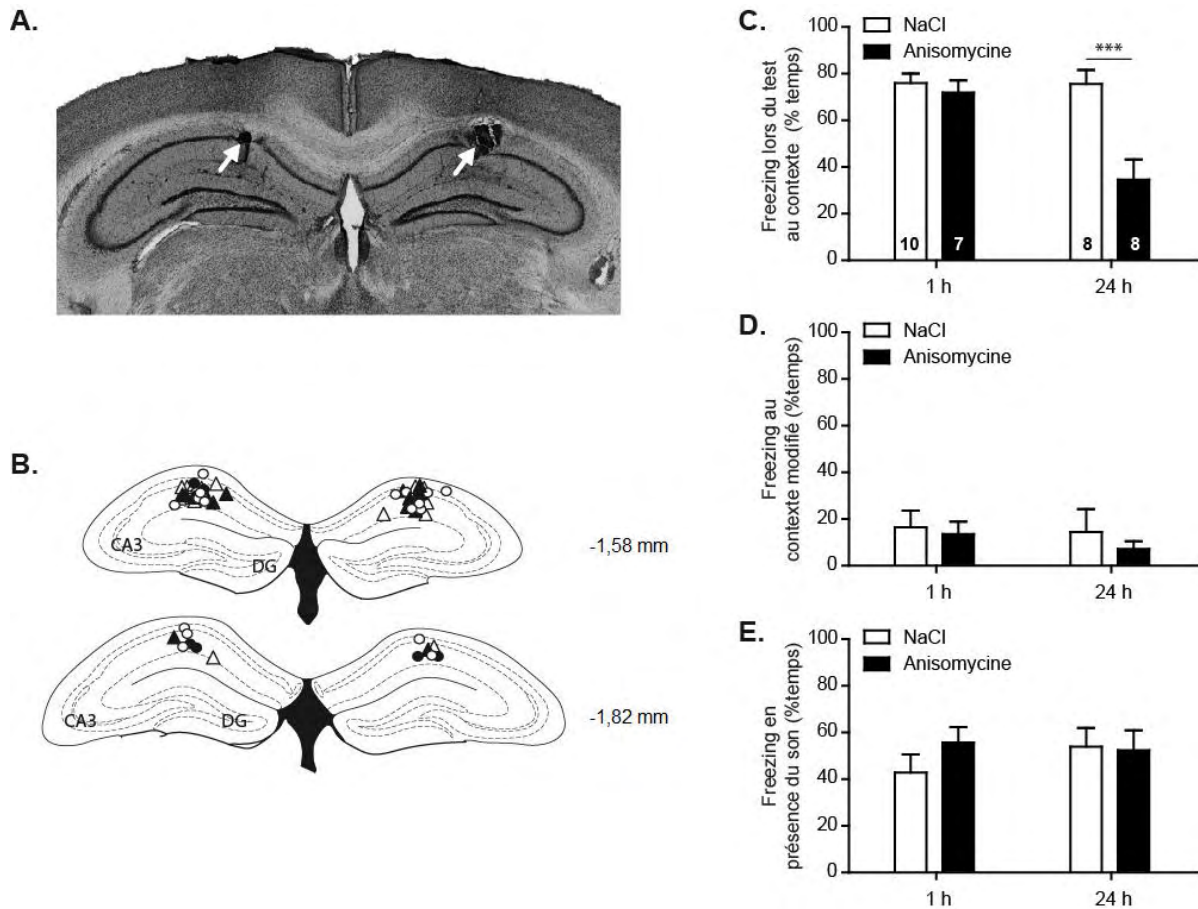 A.
B.
CA3
DG
-1,58 mm
CA3
DG
-1,82 mm
C.
NaCl
Anisomycine
***
Freezing lors du test
au contexte (% temps)
100
80
60
40
20
0
10
7
8
8
1 h
24 h
D.
NaCl
Anisomycine
Freezing au
contexte modifié (%temps)
100
80
60
40
20
0
1 h
24 h
E.
NaCl
Anisomycine
Freezing en
présence du son (%temps)
100
80
60
40
20
0
1 h
24 h